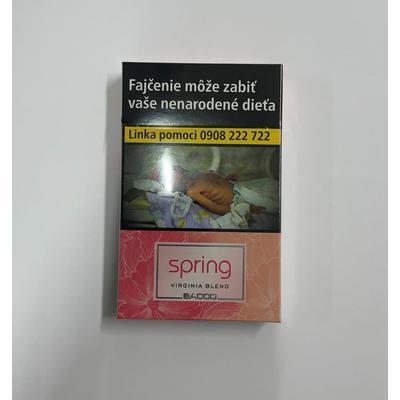 Fajčenie môže zabiť
vaše nenarodené dieťa
Linka pomoci 0908 222 722
spring
VIRGINIA BLEND